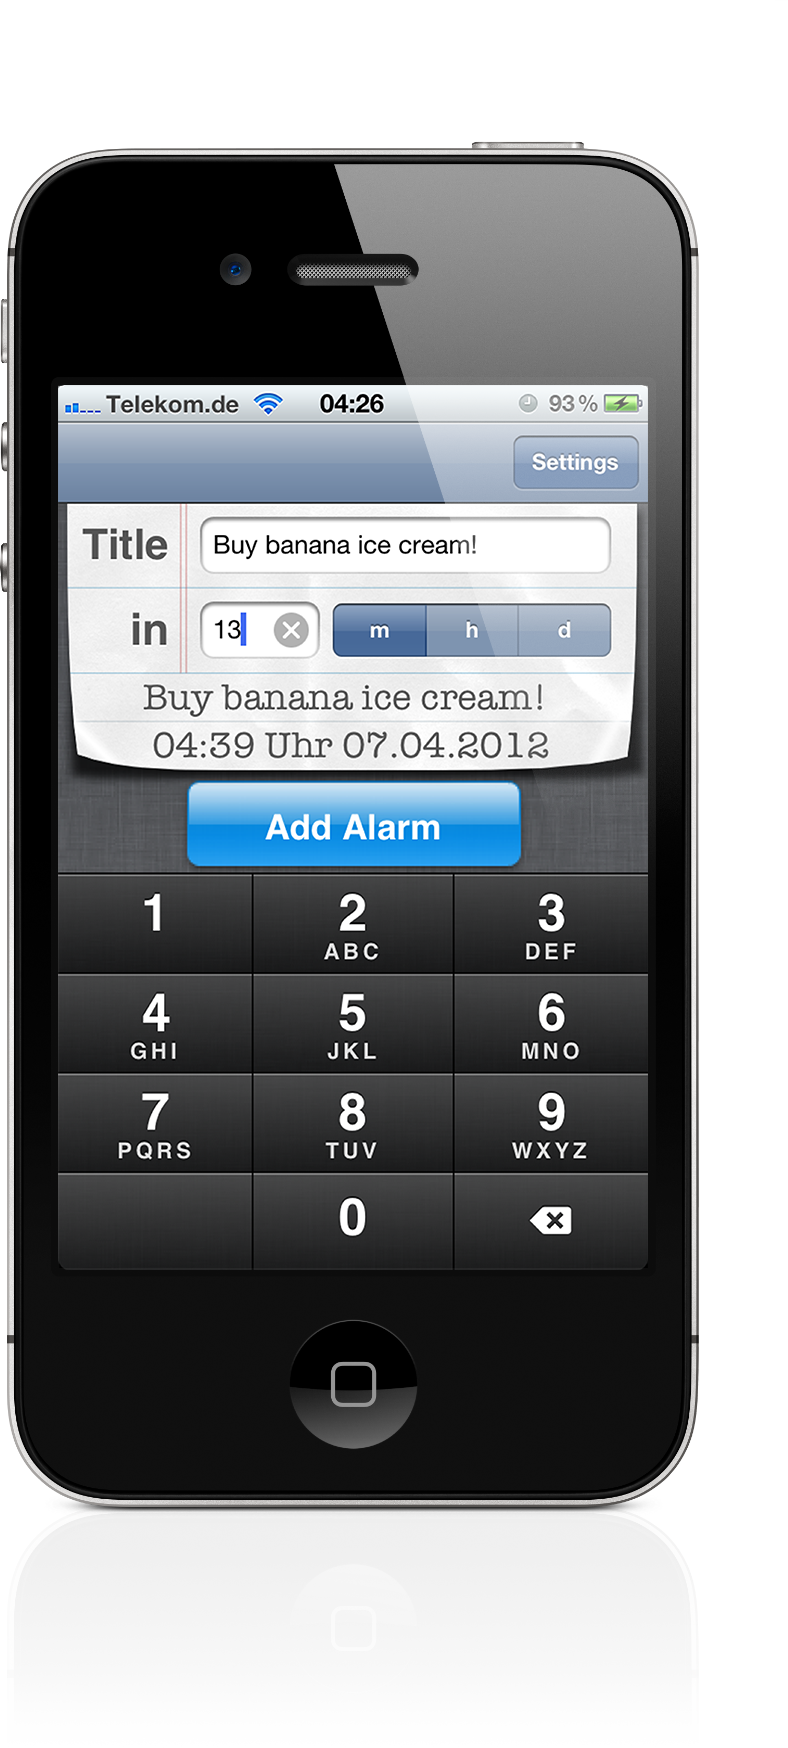 Telekom.de 04:26 93 %
Settings
Title Buy banana ice cream!
in 13 m h d
Buy banana ice cream!
04:39 Uhr 07.04.2012
Add Alarm
1 2 3
ABC DEF
4 5 6
GHI JKL MNO
7 8 9
PQRS TUV WXYZ
0